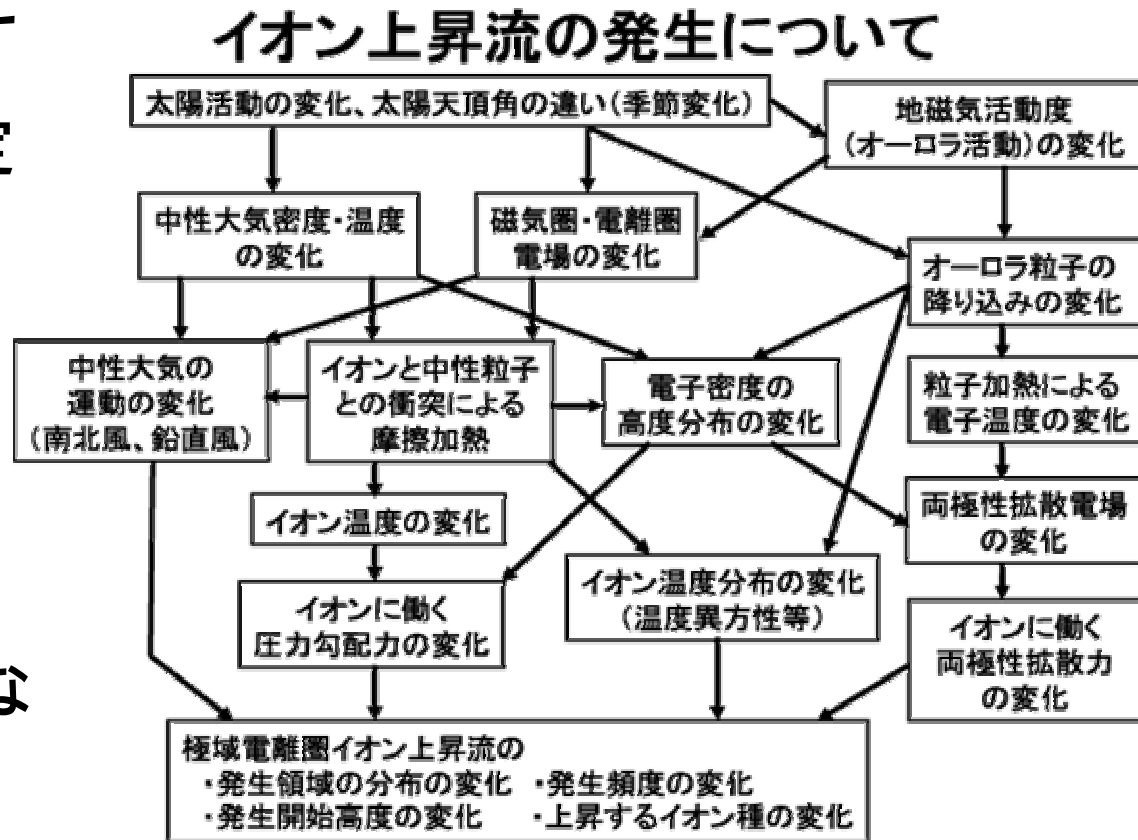 て
定
な
イオン上昇流の発生について
太陽活動の変化、太陽天頂角の違い(季節変化)
地磁気活動度
(オーロラ活動)の変化
中性大気密度・温度
の変化
磁気圏・電離圏
電場の変化
オーロラ粒子の
降り込みの変化
中性大気の
運動の変化
(南北風、鉛直風)
イオンと中性粒子
との衝突による
摩擦加熱
電子密度の
高度分布の変化
粒子加熱による
電子温度の変化
イオン温度の変化
両極性拡散電場
の変化
イオンに働く
圧力勾配力の変化
イオン温度分布の変化
(温度異方性等)
イオンに働く
両極性拡散力
の変化
極域電離圏イオン上昇流の
・発生領域の分布の変化 ・発生頻度の変化
・発生開始高度の変化 ・上昇するイオン種の変化